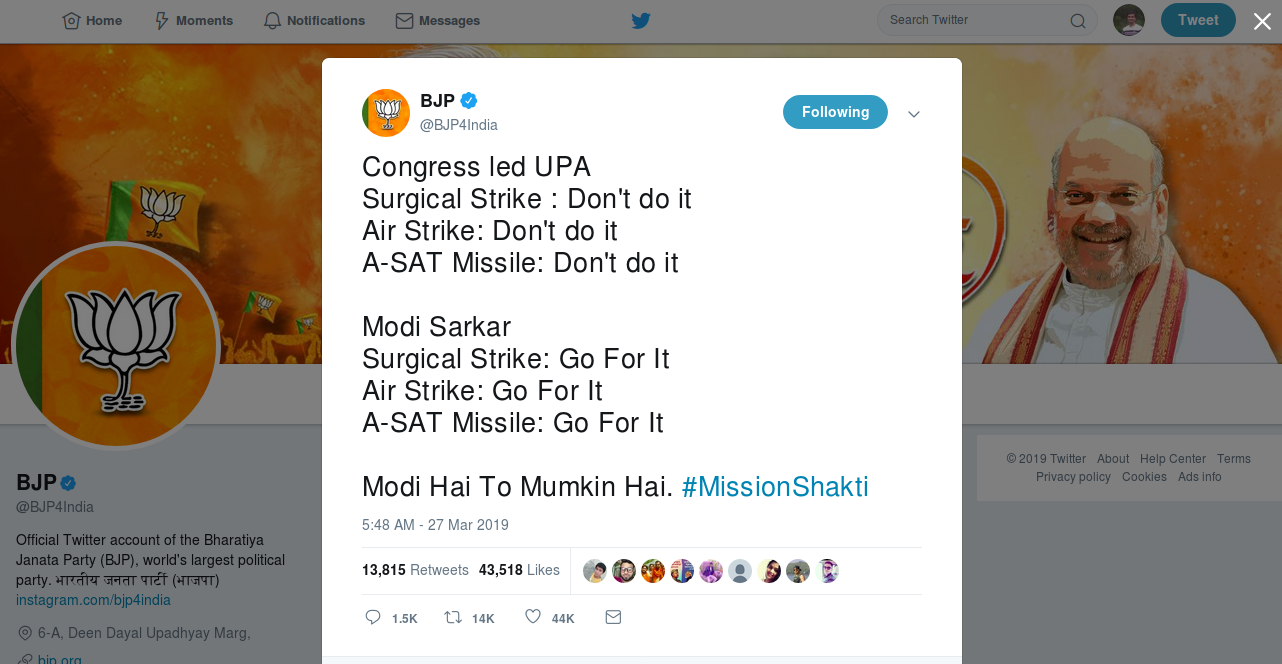 Home Moments Notifications Messages Search Twitter Tweet
BJP
@BJP4India
Following
Congress led UPA
Surgical Strike : Don't do it
Air Strike: Don't do it
A-SAT Missile: Don't do it
Modi Sarkar
Surgical Strike: Go For It
Air Strike: Go For It
A-SAT Missile: Go For It
Modi Hai To Mumkin Hai. #MissionShakti
5:48 AM - 27 Mar 2019
13,815 Retweets 43,518 Likes
1.5K 14K 44K
BJP
@BJP4India
Official Twitter account of the Bharatiya
Janata Party (BJP), world's largest political
party. भारतीय जनता पार्टी (भाजपा)
instagram.com/bjp4india
6-A, Deen Dayal Upadhyay Marg,
bjp.org
© 2019 Twitter About Help Center Terms
Privacy policy Cookies Ads info